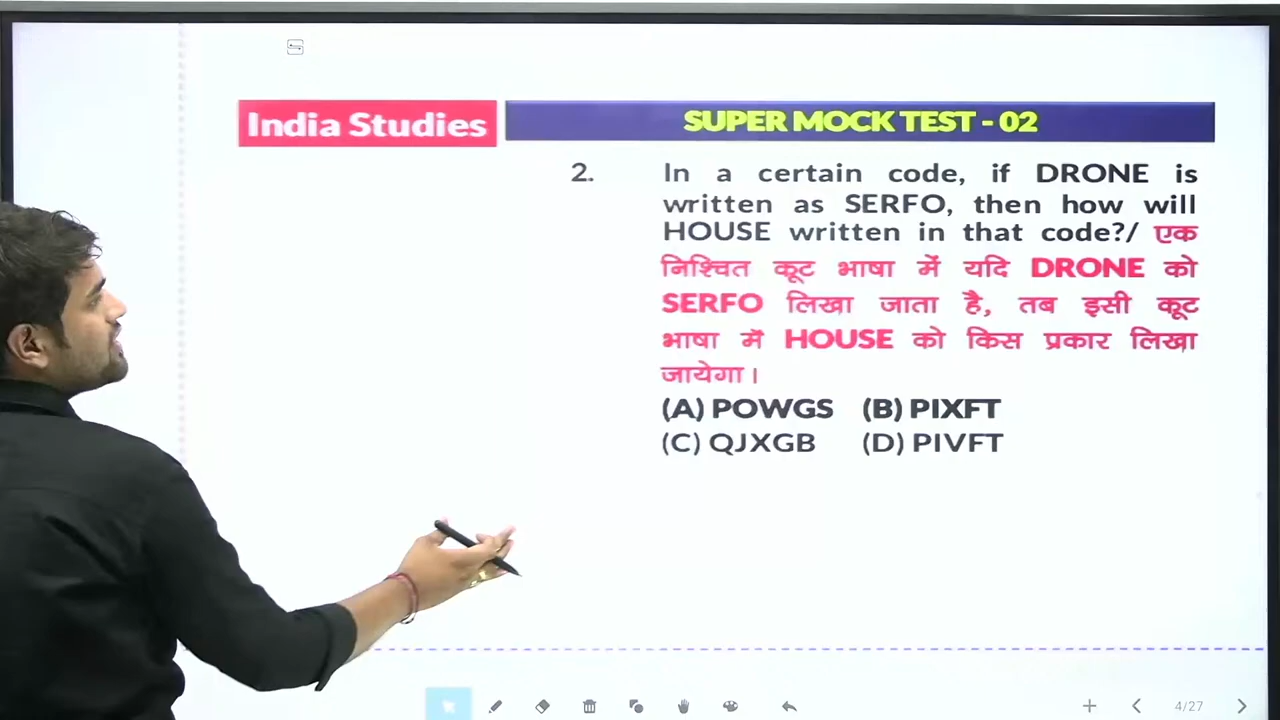 India Studies
SUPER MOCK TEST - 02
2. In a certain code, if DRONE is
written as SERFO, then how will
HOUSE written in that code?/ एक
निश्चित कूट भाषा में यदि DRONE को
SERFO लिखा जाता है, तब इसी कूट
भाषा में HOUSE को किस प्रकार लिखा
जायेगा।
(A) POWGS (B) PIXFT
(C) QJXGB (D) PIVFT
4/27